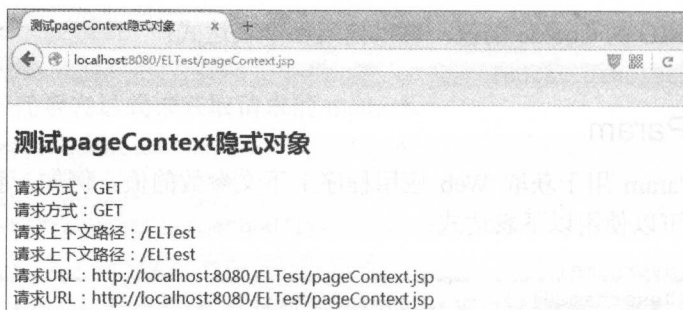 测试pageContext隐式对象
localhost:8080/ELTest/pageContext.jsp
测试pageContext隐式对象
请求方式：GET
请求方式：GET
请求上下文路径：/ELTest
请求上下文路径：/ELTest
请求URL：http://localhost:8080/ELTest/pageContext.jsp
请求URL：http://localhost:8080/ELTest/pageContext.jsp